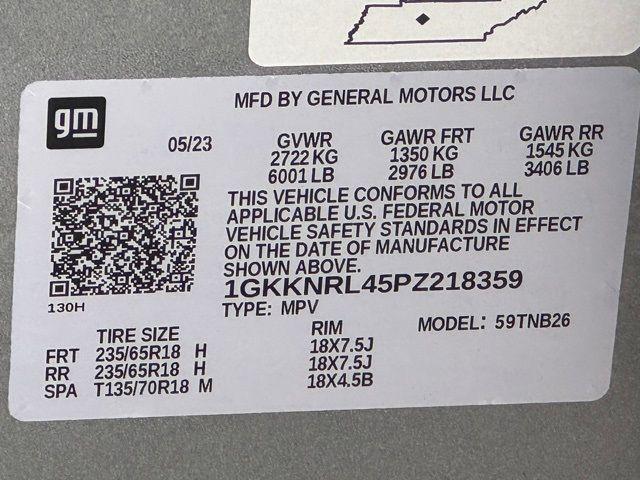 gm
MFD BY GENERAL MOTORS LLC
05/23
GVWR GAWR FRT GAWR RR
2722 KG 1350 KG 1545 KG
6001 LB 2976 LB 3406 LB
THIS VEHICLE CONFORMS TO ALL
APPLICABLE U.S. FEDERAL MOTOR
VEHICLE SAFETY STANDARDS IN EFFECT
ON THE DATE OF MANUFACTURE
SHOWN ABOVE.
1GKKNRL45PZ218359
130H
TYPE: MPV
MODEL: 59TNB26
TIRE SIZE RIM
FRT 235/65R18 H 18X7.5J
RR 235/65R18 H 18X7.5J
SPA T135/70R18 M 18X4.5B